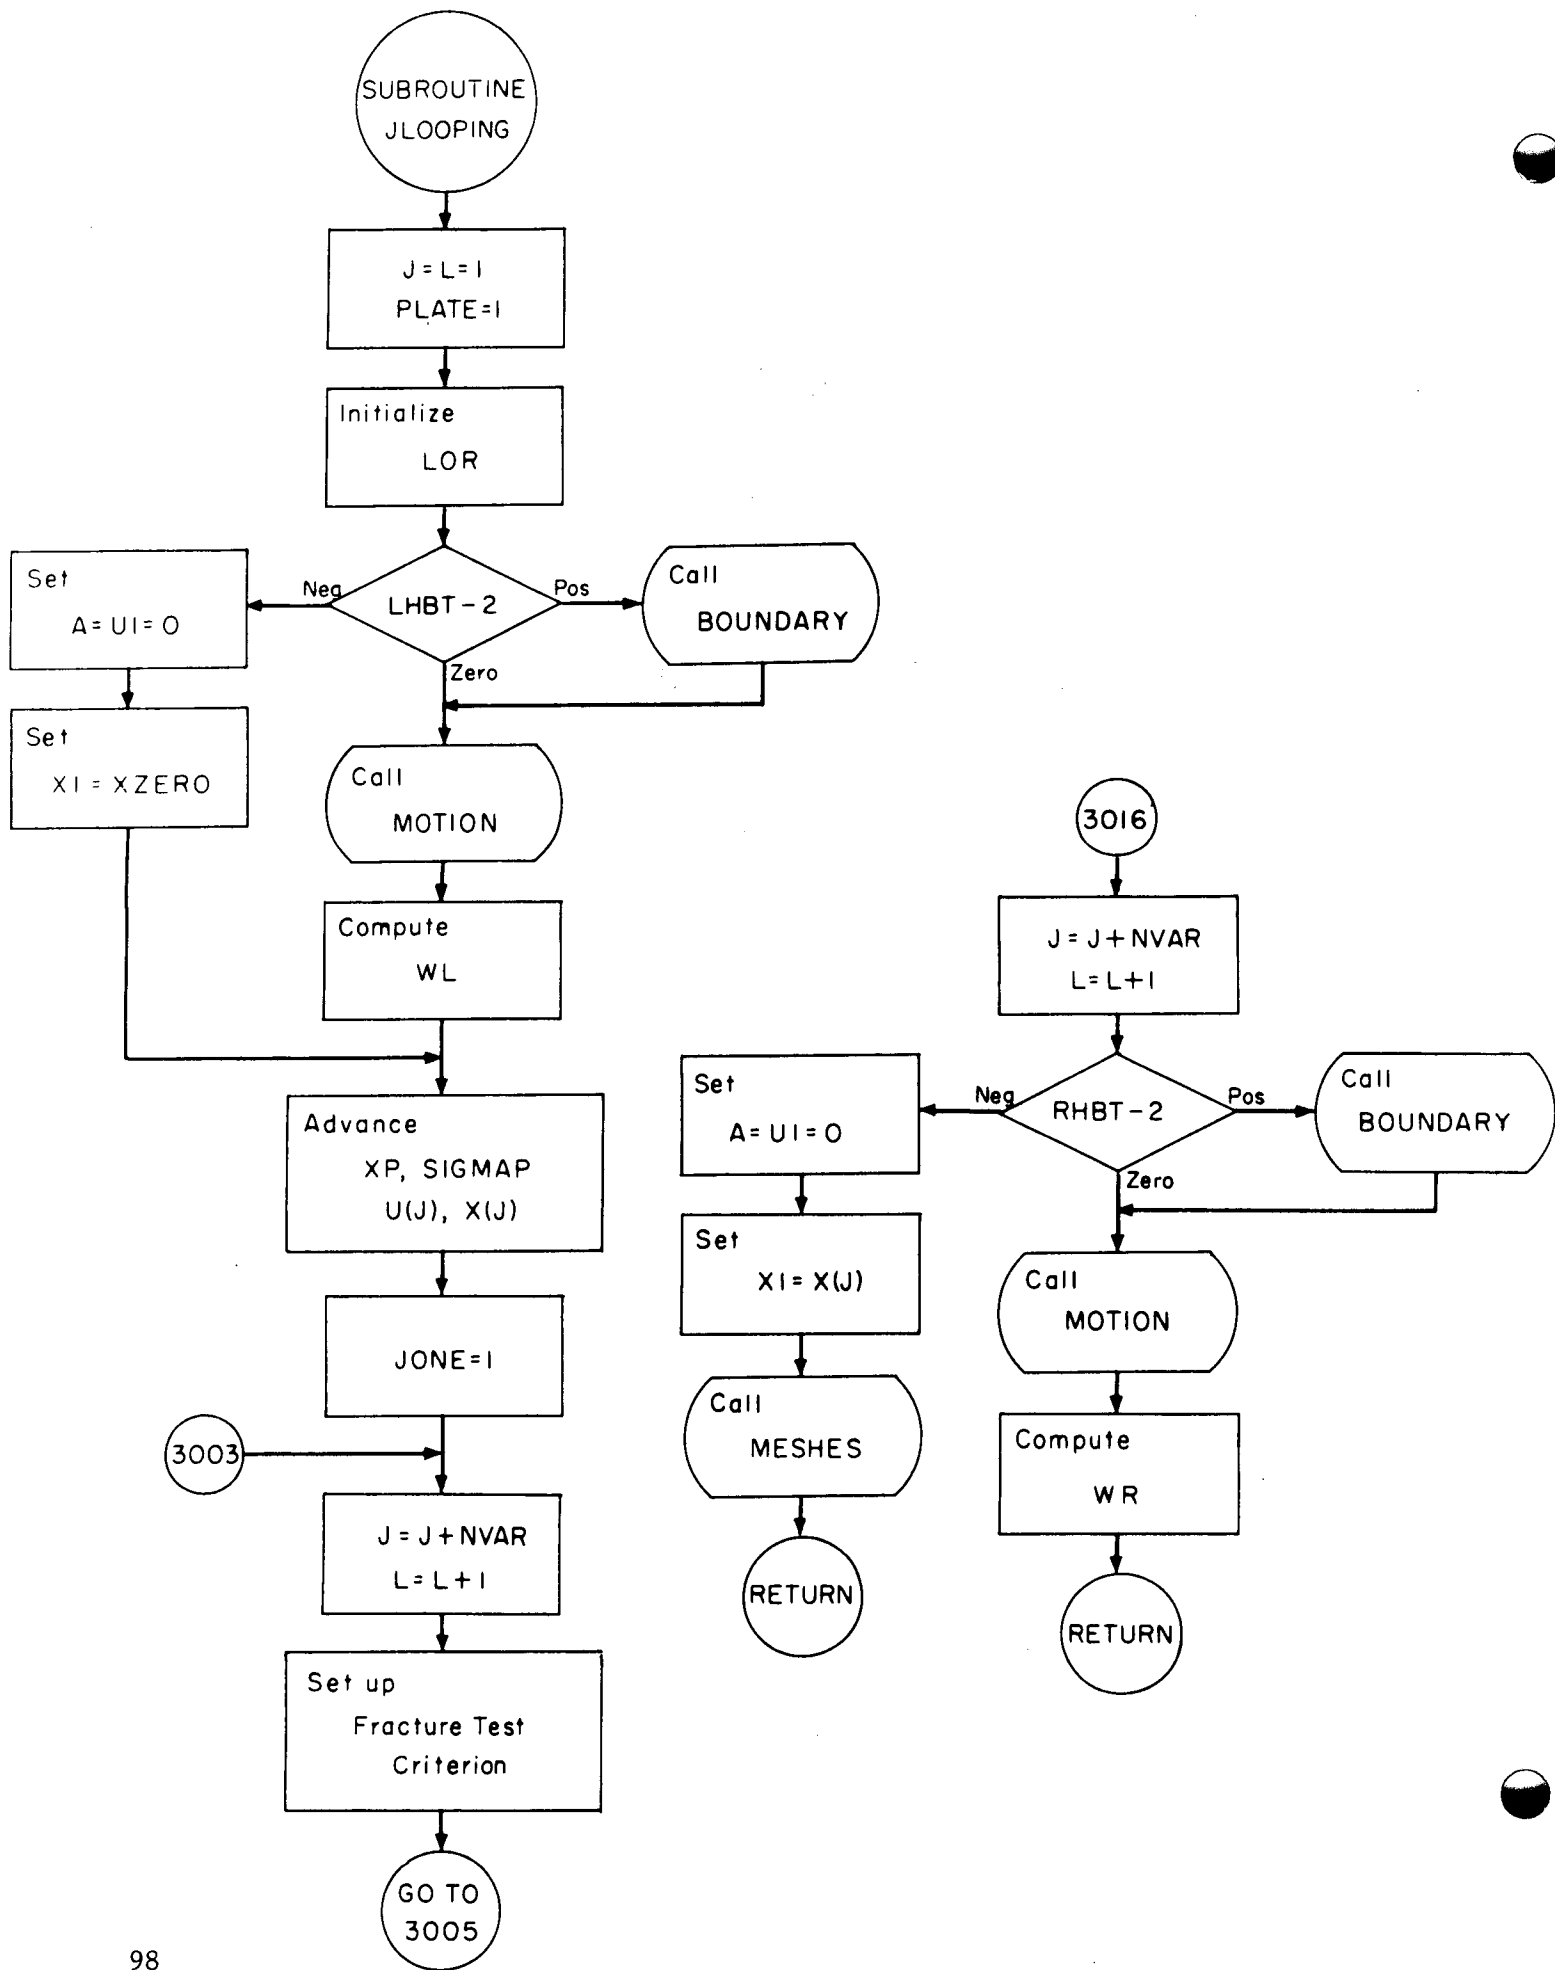 SUBROUTINE
JLOOPING
J = L = 1
PLATE = 1
Initialize
LOR
LHBT - 2
Neg
Pos
Zero
Set
A = U1 = 0
Set
X1 = XZERO
Call
BOUNDARY
Call
MOTION
Compute
WL
Advance
XP, SIGMAP
U(J), X(J)
JONE = 1
3003
J = J + NVAR
L = L + 1
Set up
Fracture Test
Criterion
GO TO
3005
3016
J = J + NVAR
L = L + 1
RHBT - 2
Neg
Pos
Zero
Set
A = U1 = 0
Set
X1 = X(J)
Call
MESHES
RETURN
Call
BOUNDARY
Call
MOTION
Compute
WR
RETURN
98